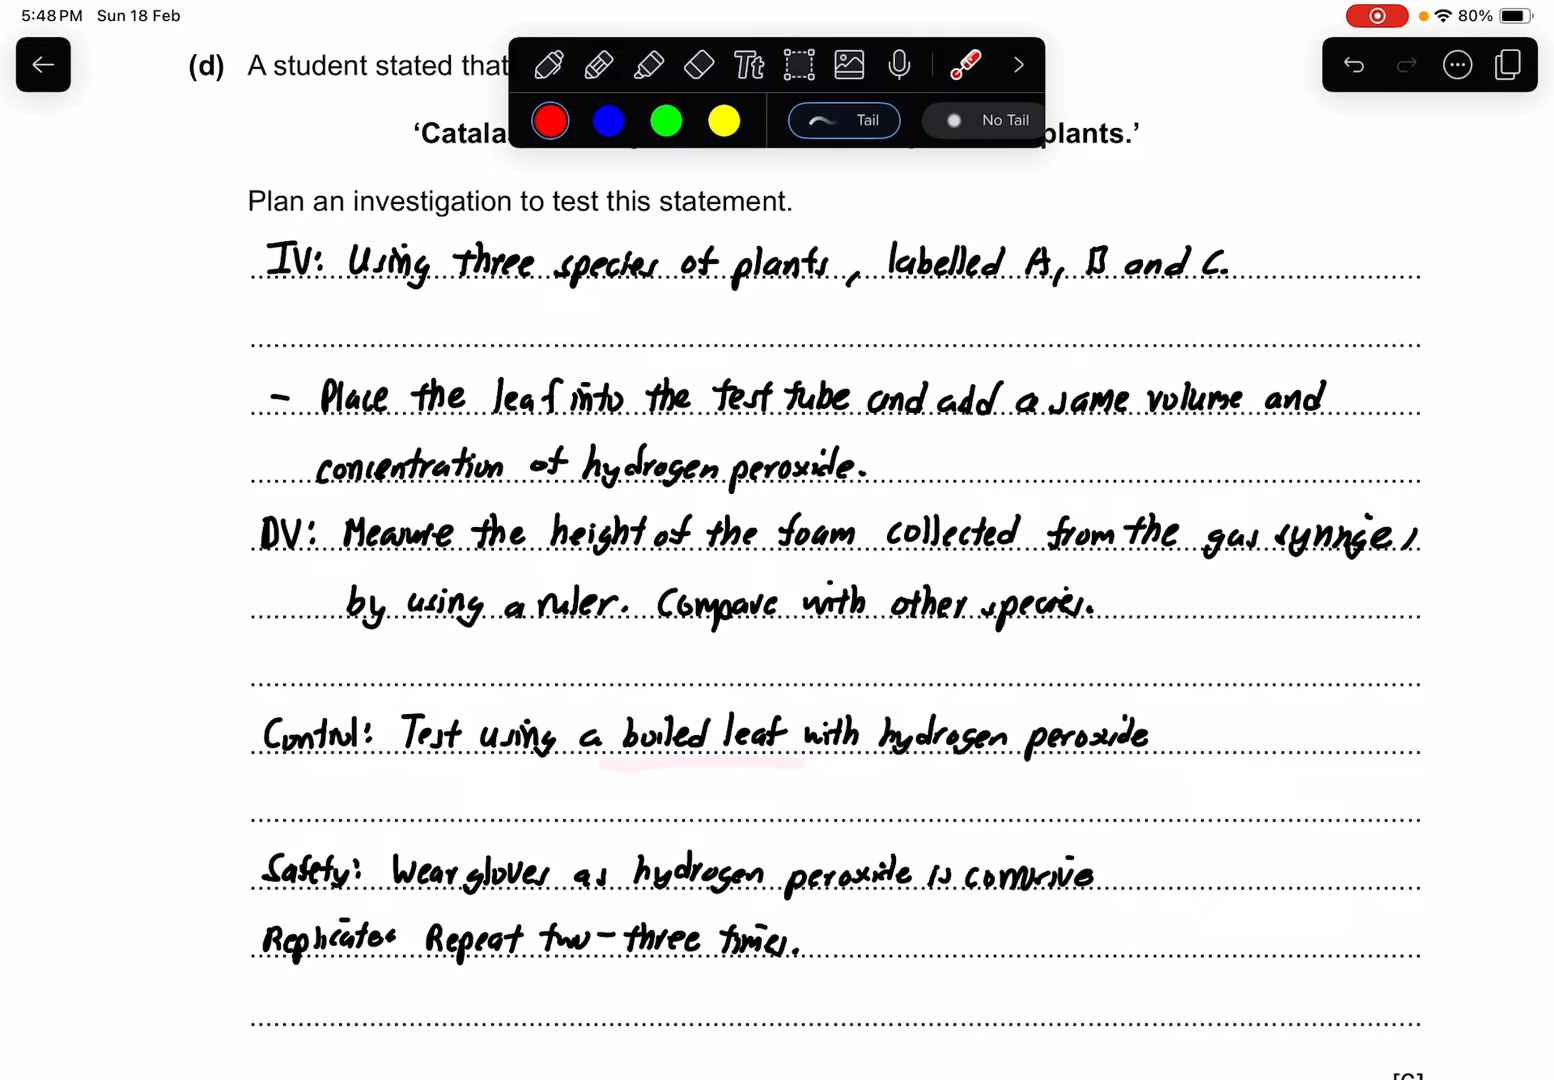 5:48 PM Sun 18 Feb
80%
(d) A student stated that
Tt
Tail
No Tail
‘Catala
plants.’
Plan an investigation to test this statement.
IV: Using three species of plants, labelled A, B and C.
- Place the leaf into the test tube and add a same volume and
concentration of hydrogen peroxide.
DV: Measure the height of the foam collected from the gas syringe,
by using a ruler. Compare with other species.
Control: Test using a boiled leaf with hydrogen peroxide
Safety: Wear gloves as hydrogen peroxide is corrosive
Replicate: Repeat two-three times.